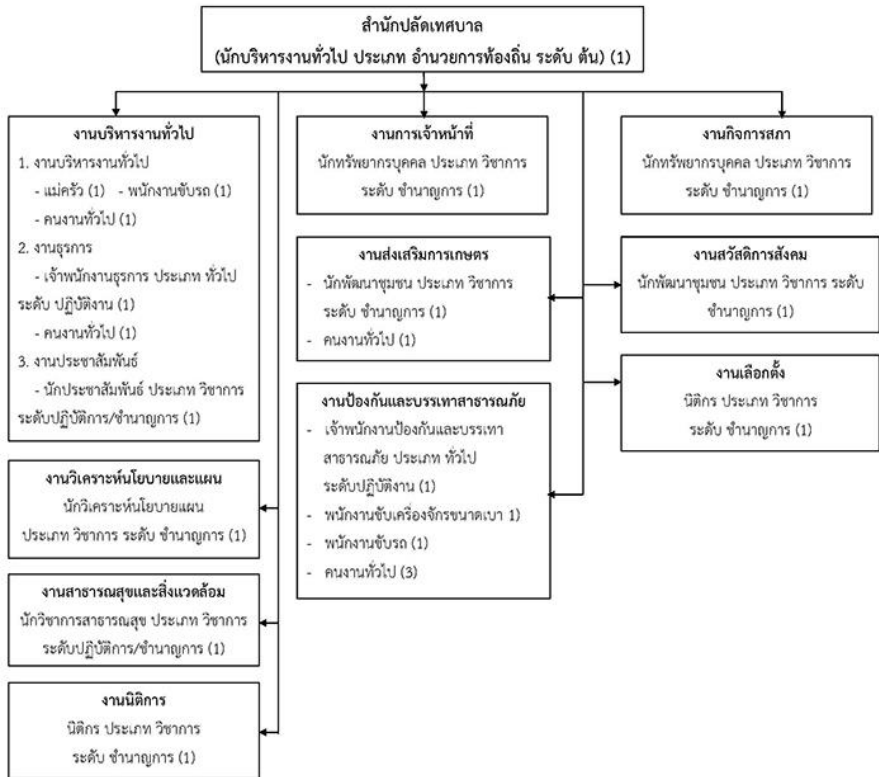 สำนักปลัดเทศบาล
(นักบริหารงานทั่วไป ประเภท อำนวยการท้องถิ่น ระดับ ต้น) (1)
งานบริหารงานทั่วไป
1. งานบริหารงานทั่วไป
- แม่ครัว (1) - พนักงานขับรถ (1)
- คนงานทั่วไป (1)
2. งานธุรการ
- เจ้าพนักงานธุรการ ประเภท ทั่วไป
ระดับ ปฏิบัติงาน (1)
- คนงานทั่วไป (1)
3. งานประชาสัมพันธ์
- นักประชาสัมพันธ์ ประเภท วิชาการ
ระดับปฏิบัติการ/ชำนาญการ (1)
งานวิเคราะห์นโยบายและแผน
นักวิเคราะห์นโยบายแผน
ประเภท วิชาการ ระดับ ชำนาญการ (1)
งานสาธารณสุขและสิ่งแวดล้อม
นักวิชาการสาธารณสุข ประเภท วิชาการ
ระดับปฏิบัติการ/ชำนาญการ (1)
งานนิติการ
นิติกร ประเภท วิชาการ
ระดับ ชำนาญการ (1)
งานการเจ้าหน้าที่
นักทรัพยากรบุคคล ประเภท วิชาการ
ระดับ ชำนาญการ (1)
งานส่งเสริมการเกษตร
- นักพัฒนาชุมชน ประเภท วิชาการ
ระดับ ชำนาญการ (1)
- คนงานทั่วไป (1)
งานป้องกันและบรรเทาสาธารณภัย
- เจ้าพนักงานป้องกันและบรรเทา
สาธารณภัย ประเภท ทั่วไป
ระดับปฏิบัติงาน (1)
- พนักงานขับเครื่องจักรขนาดเบา 1)
- พนักงานขับรถ (1)
- คนงานทั่วไป (3)
งานกิจการสภา
นักทรัพยากรบุคคล ประเภท วิชาการ
ระดับ ชำนาญการ (1)
งานสวัสดิการสังคม
นักพัฒนาชุมชน ประเภท วิชาการ ระดับ
ชำนาญการ (1)
งานเลือกตั้ง
นิติกร ประเภท วิชาการ
ระดับ ชำนาญการ (1)